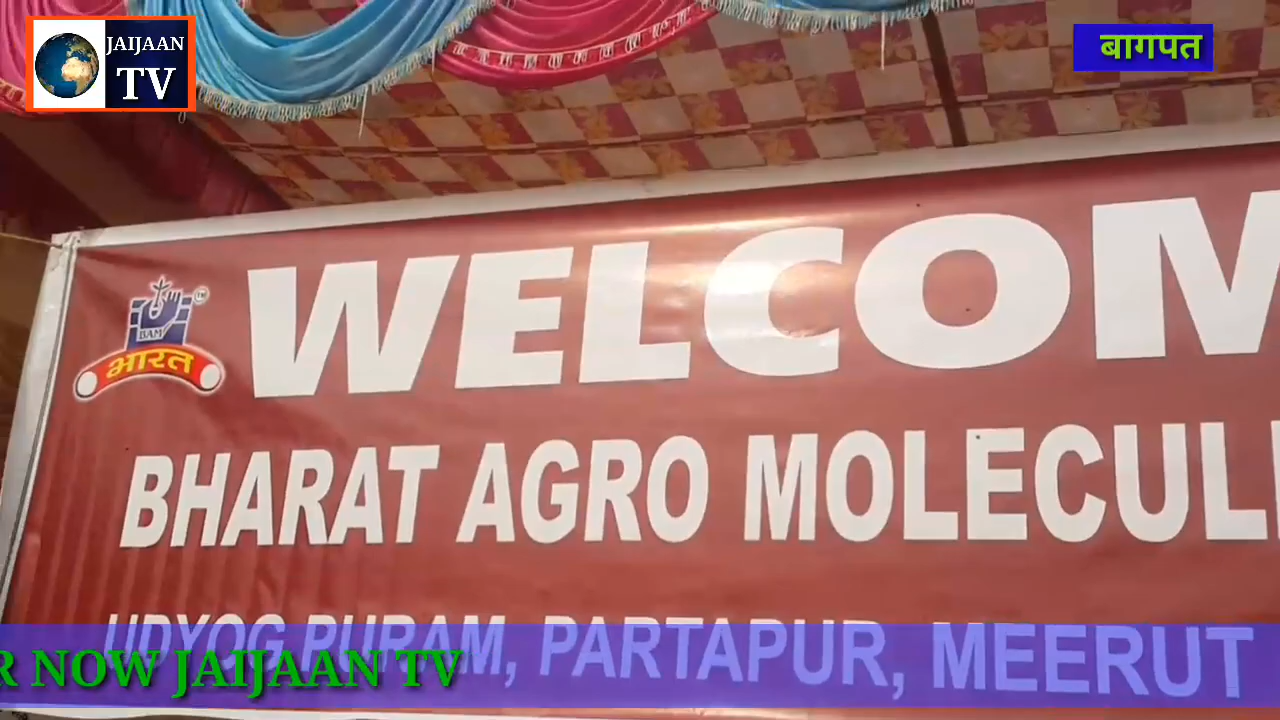 JAIJAAN
TV
बागपत
WELCOM
BAM
भारत
BHARAT AGRO MOLECUL
UDYOG PURAM, PARTAPUR, MEERUT
R NOW JAIJAAN TV